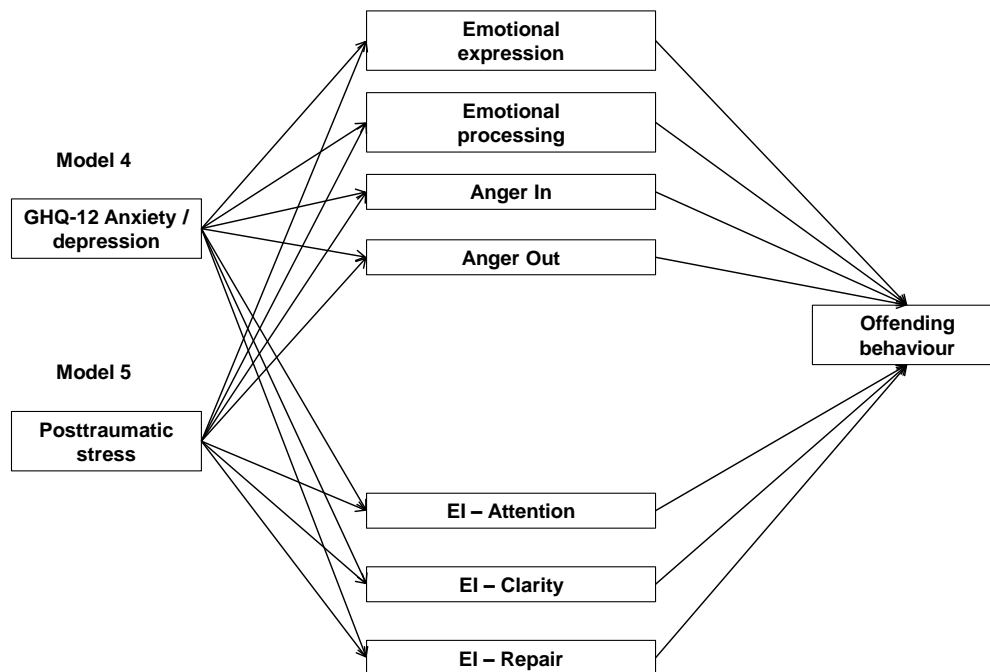 Emotional
expression
Emotional
processing
Model 4
Anger In
GHQ-12 Anxiety /
depression
Anger Out
Offending
behaviour
Model 5
Posttraumatic
stress
EI – Attention
EI – Clarity
EI – Repair